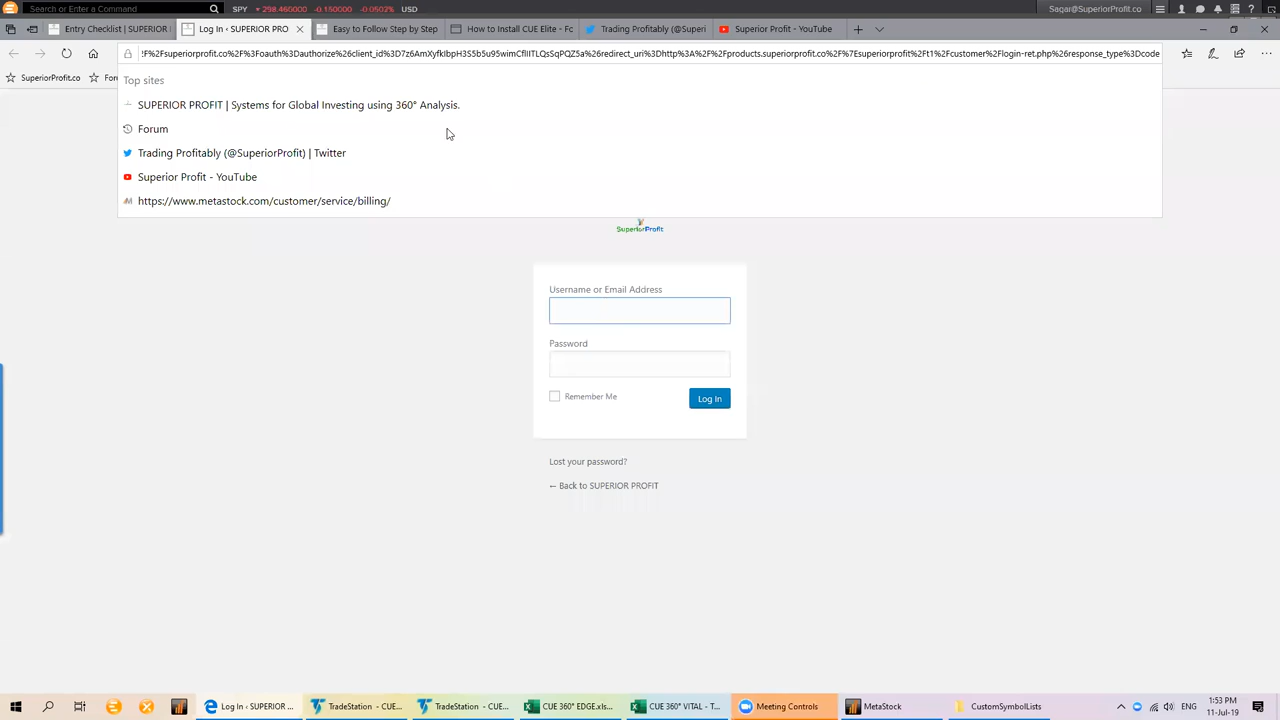 Search or Enter a Command SPY 298.460000 -0.150000 -0.0502% USD Sagar@SuperiorProfit.co
Entry Checklist | SUPERIOR Log In ‹ SUPERIOR PRO Easy to Follow Step by Step How to Install CUE Elite - Fc Trading Profitably (@Superi Superior Profit - YouTube
SuperiorProfit.co For
Top sites
SUPERIOR PROFIT | Systems for Global Investing using 360° Analysis.
Forum
Trading Profitably (@SuperiorProfit) | Twitter
Superior Profit - YouTube
https://www.metastock.com/customer/service/billing/
SuperiorProfit
Username or Email Address
Password
Remember Me Log In
Lost your password?
← Back to SUPERIOR PROFIT
Log In ‹ SUPERIOR ... TradeStation - CUE... TradeStation - CUE... CUE 360° EDGE.xls... CUE 360° VITAL - T... Meeting Controls MetaStock CustomSymbolLists ENG 1:53 PM
11-Jul-19